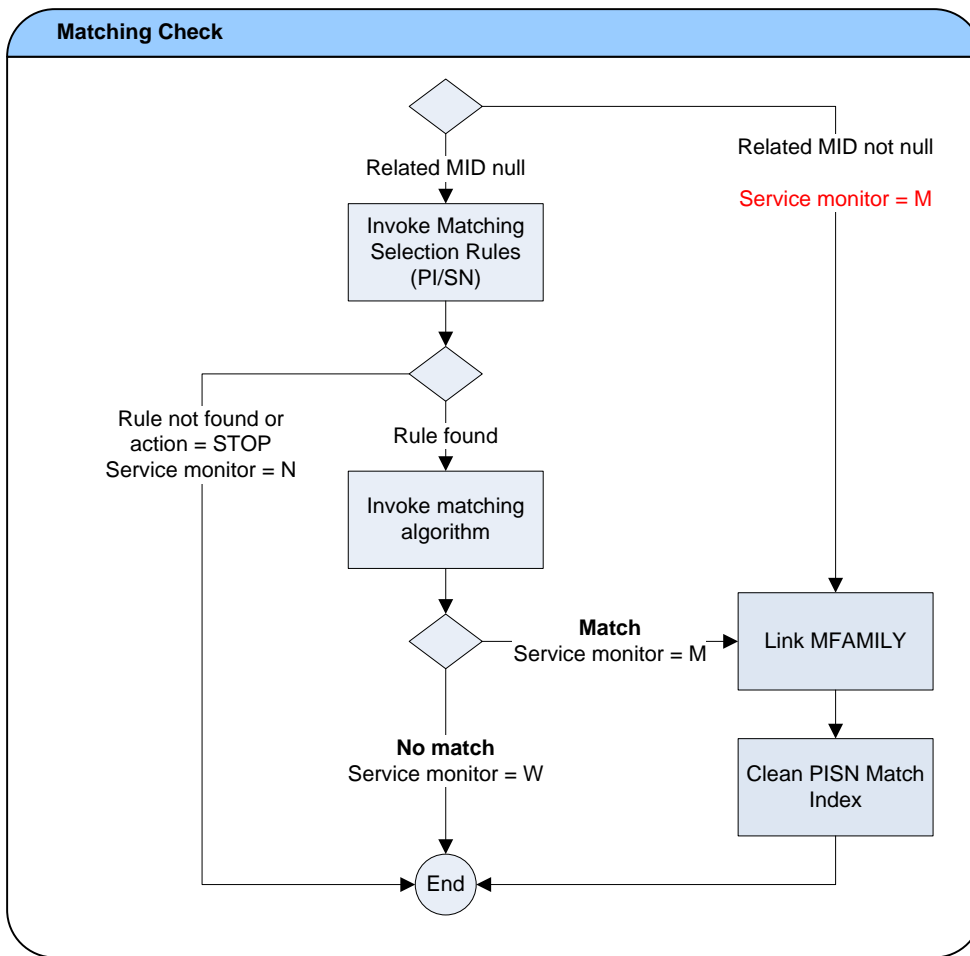 Matching Check
Related MID null
Related MID not null
Service monitor = M
Invoke Matching
Selection Rules
(PI/SN)
Rule not found or
action = STOP
Service monitor = N
Rule found
Invoke matching
algorithm
Match
Service monitor = M
Link MFAMILY
No match
Service monitor = W
Clean PISN Match
Index
End